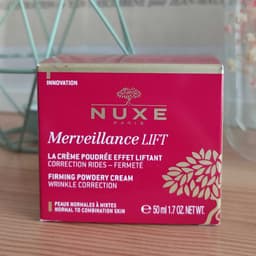 INNOVATION
NUXE
PARIS
Merveillance LIFT
LA CRÈME POUDRÉE EFFET LIFTANT
CORRECTION RIDES – FERMETÉ
FIRMING POWDERY CREAM
WRINKLE CORRECTION
PEAUX NORMALES À MIXTES
NORMAL TO COMBINATION SKIN
e 50 ml 1.7 OZ. NET WT.